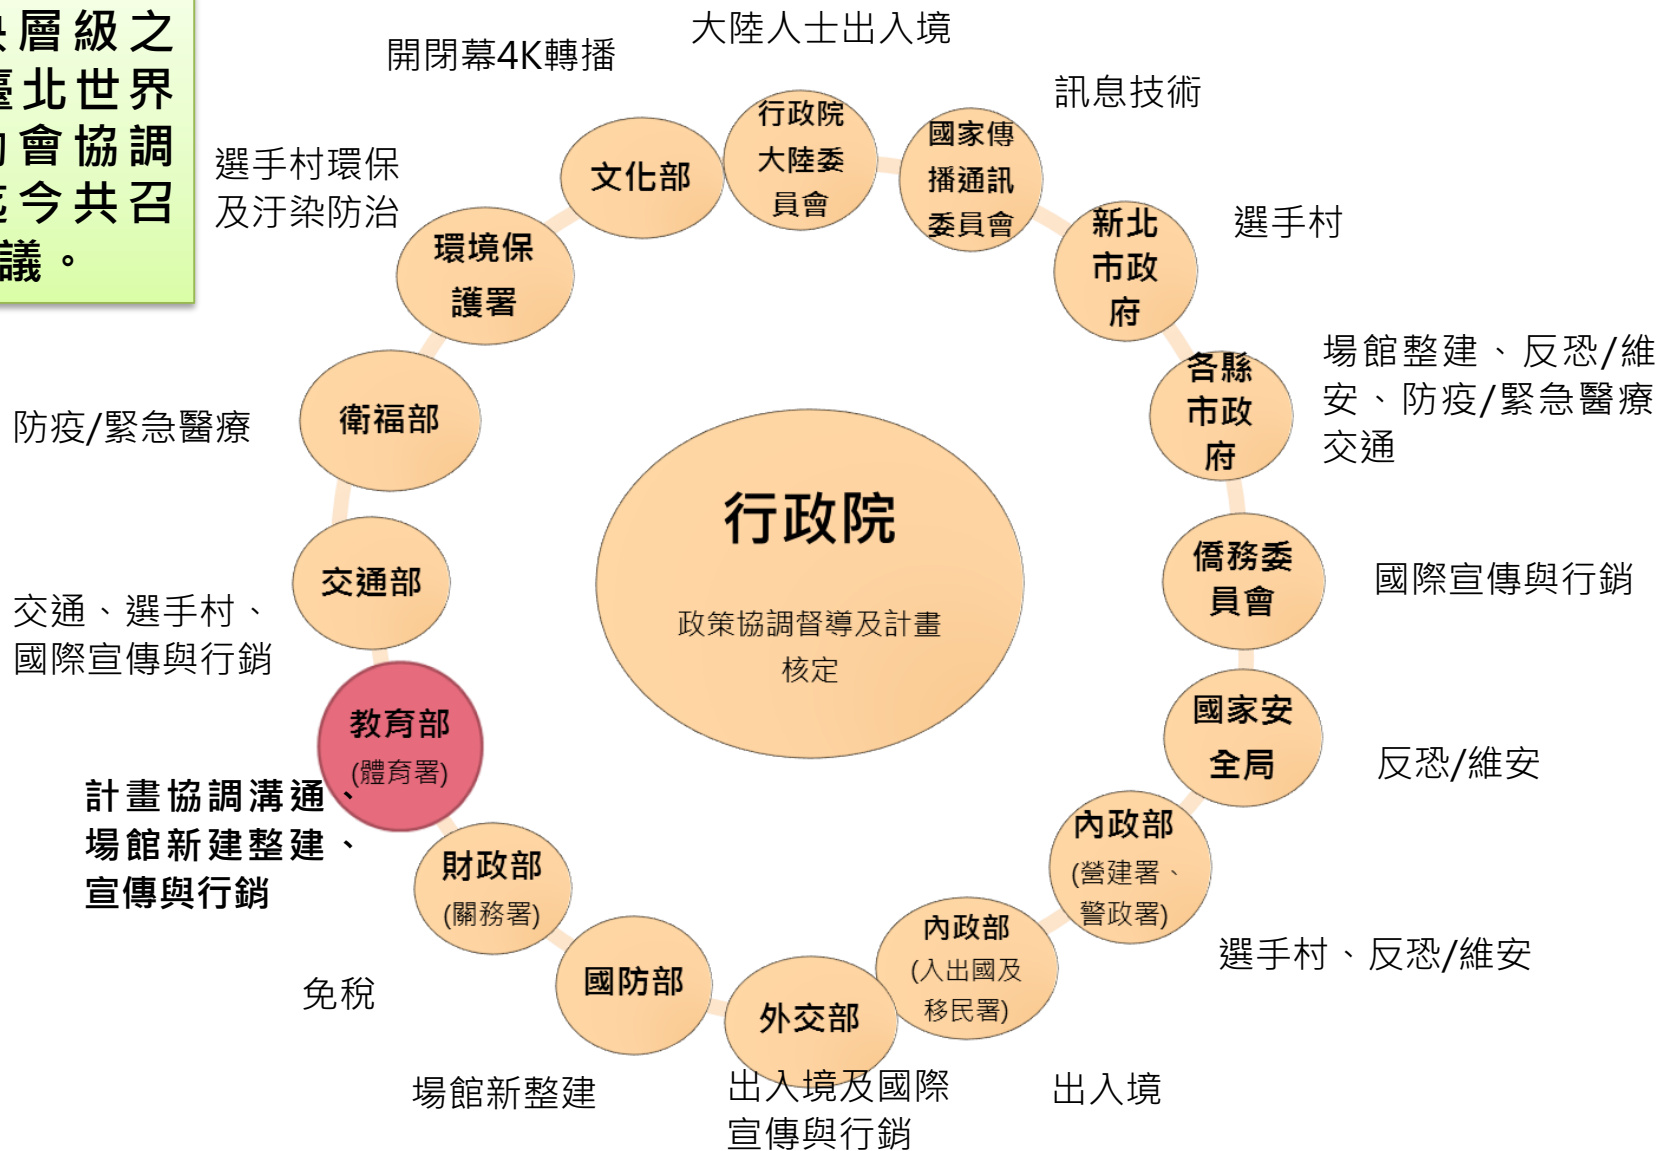 層級之
臺北世界
會協調
迄今共召
議。
大陸人士出入境
開閉幕4K轉播
訊息技術
選手村環保
及汙染防治
選手村
行政院
大陸委
員會
國家傳
播通訊
委員會
文化部
新北
市政
府
環境保
護署
場館整建、反恐/維
安、防疫/緊急醫療
交通
各縣
市政
府
衛福部
防疫/緊急醫療
行政院
政策協調督導及計畫
核定
僑務委
員會
國際宣傳與行銷
交通部
交通、選手村、
國際宣傳與行銷
國家安
全局
反恐/維安
教育部
(體育署)
計畫協調溝通、
場館新建整建、
宣傳與行銷
內政部
(營建署、
警政署)
選手村、反恐/維安
財政部
(關務署)
免稅
內政部
(入出國及
移民署)
出入境
國防部
場館新整建
外交部
出入境及國際
宣傳與行銷